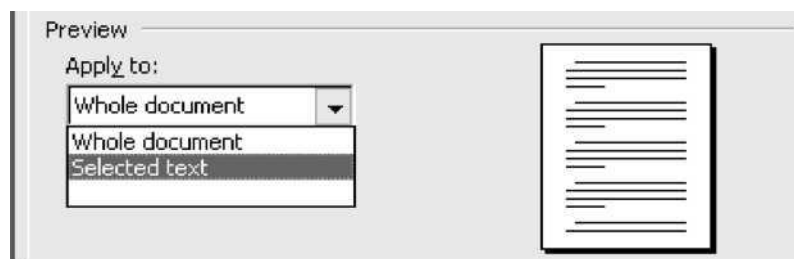 Preview
Apply to:
Whole document
Whole document
Selected text